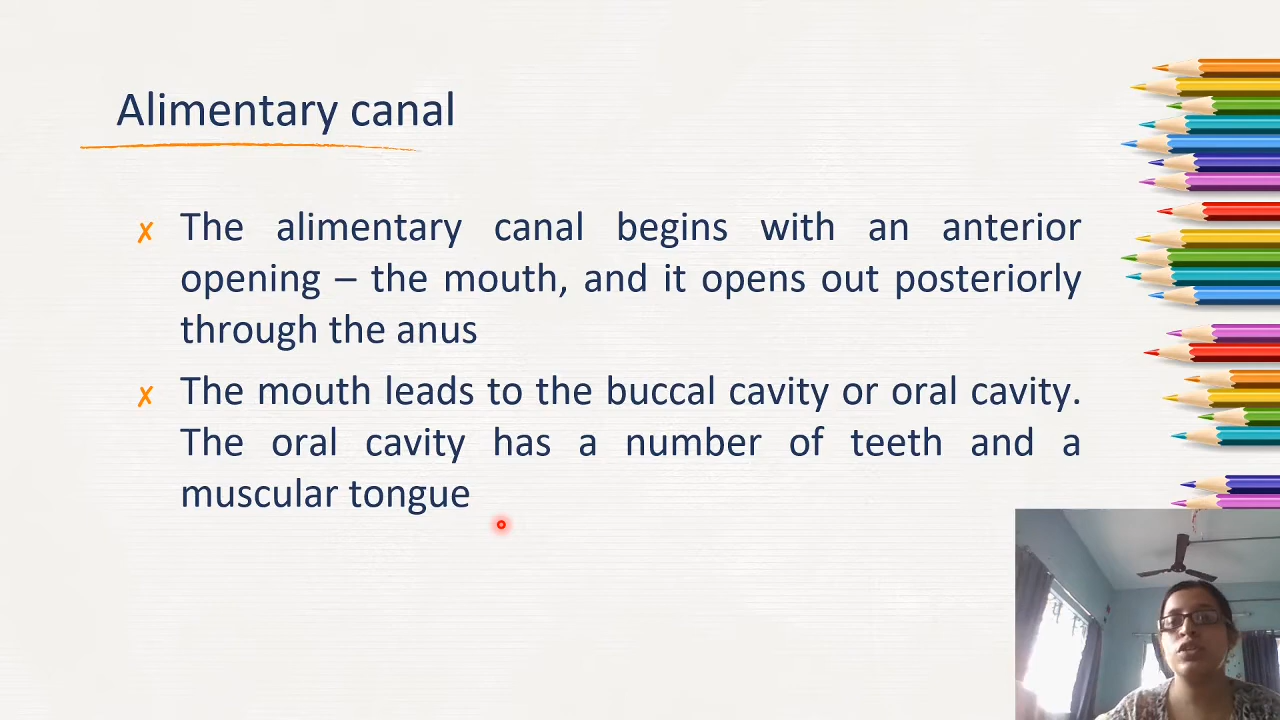 Alimentary canal
✗ The alimentary canal begins with an anterior
opening – the mouth, and it opens out posteriorly
through the anus
✗ The mouth leads to the buccal cavity or oral cavity.
The oral cavity has a number of teeth and a
muscular tongue